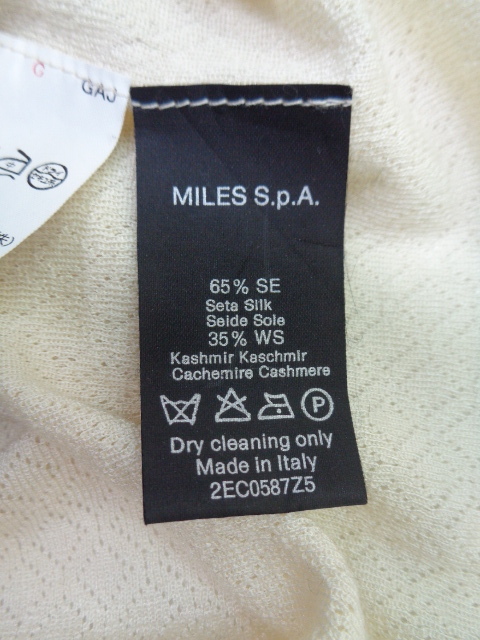 GAJ
MILES S.p.A.
65% SE
Seta Silk
Seide Soie
35% WS
Kashmir Kaschmir
Cachemire Cashmere
P
Dry cleaning only
Made in Italy
2EC0587Z5